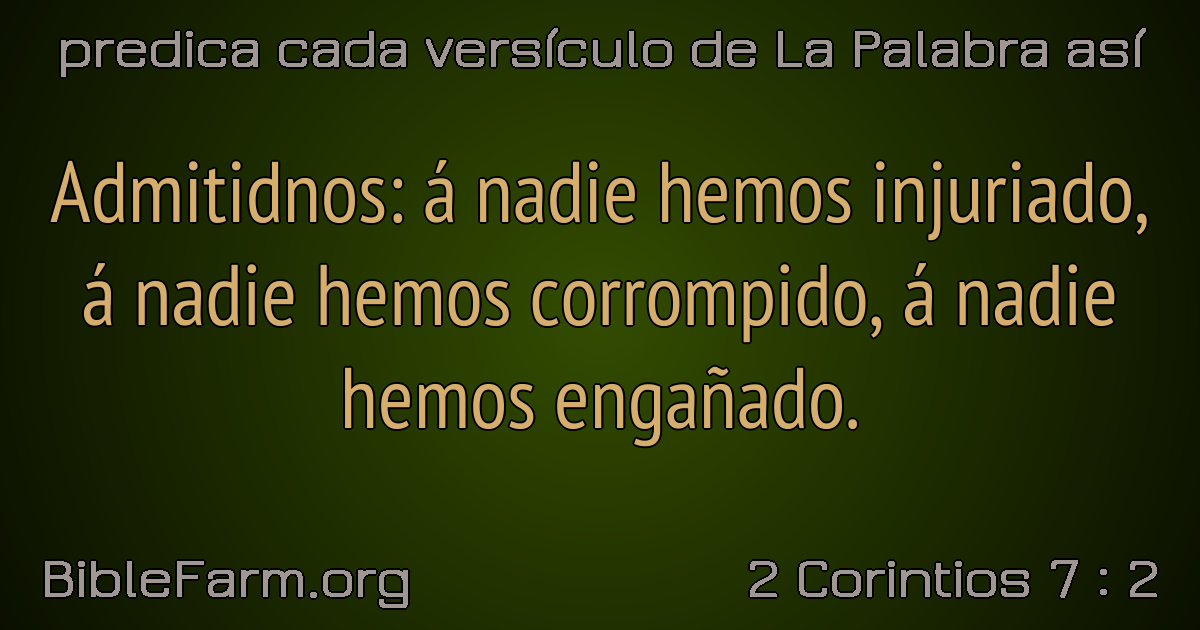 predica cada versículo de La Palabra así
Admitidnos: á nadie hemos injuriado,
á nadie hemos corrompido, á nadie
hemos engañado.
BibleFarm.org
2 Corintios 7 : 2